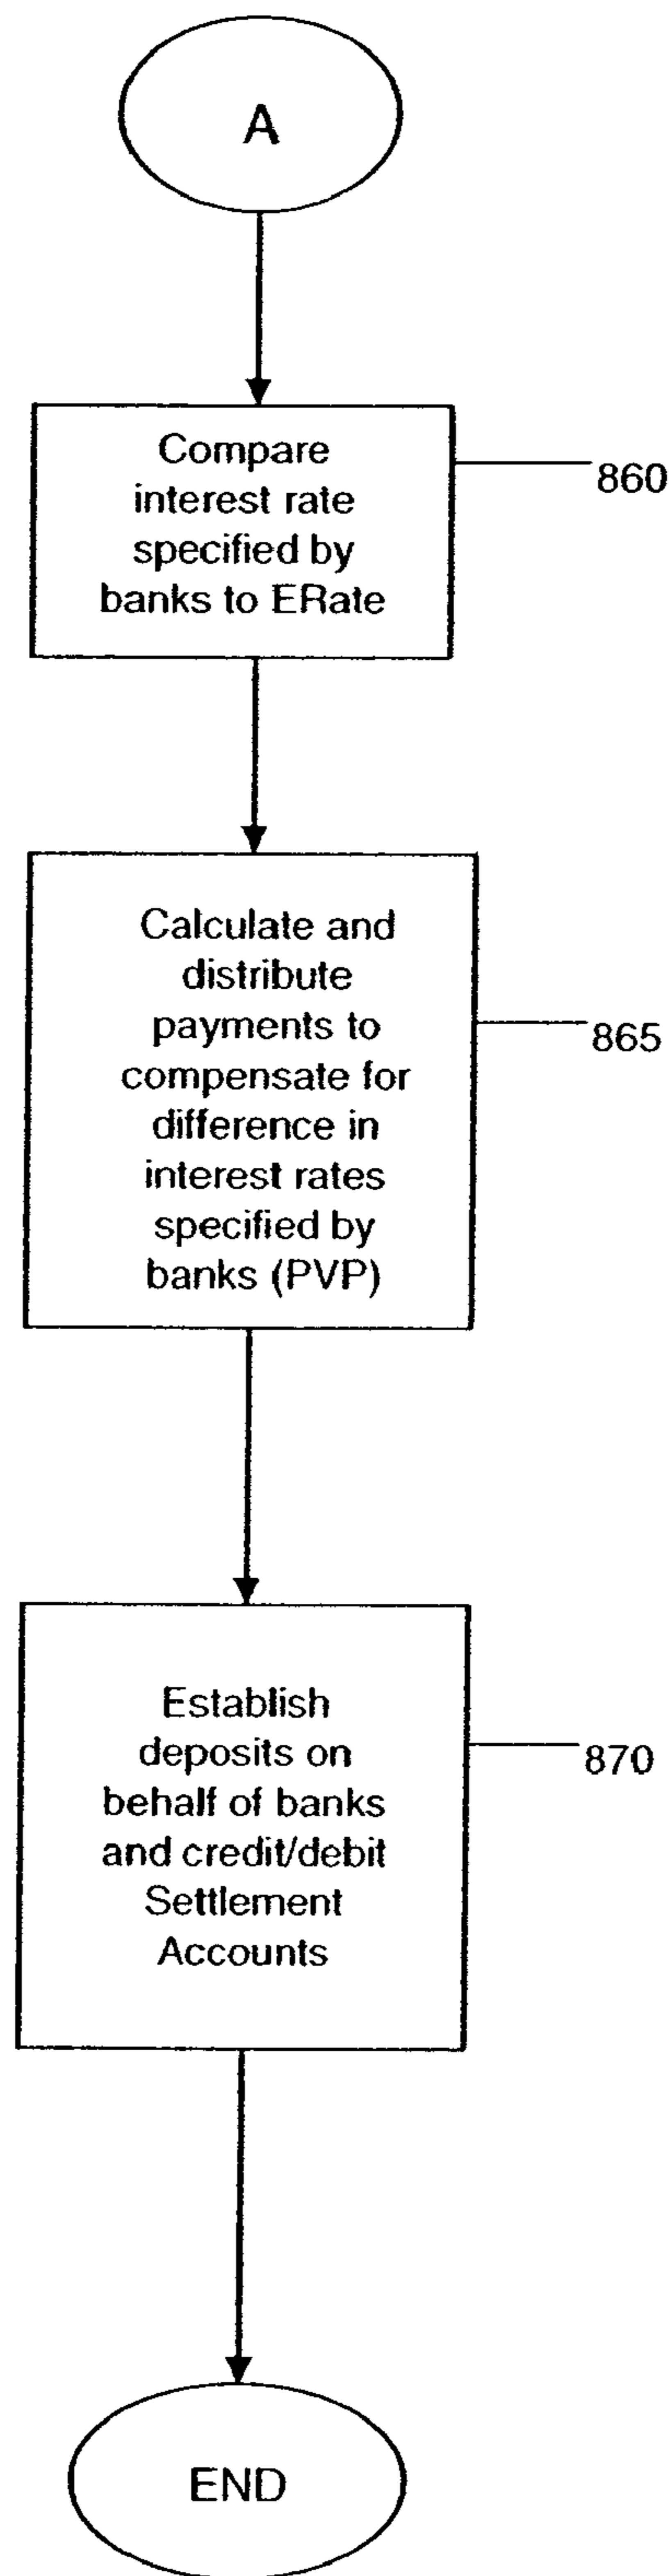 A
Compare
interest rate
specified by
banks to ERate
860
Calculate and
distribute
payments to
compensate for
difference in
interest rates
specified by
banks (PVP)
865
Establish
deposits on
behalf of banks
and credit/debit
Settlement
Accounts
870
END